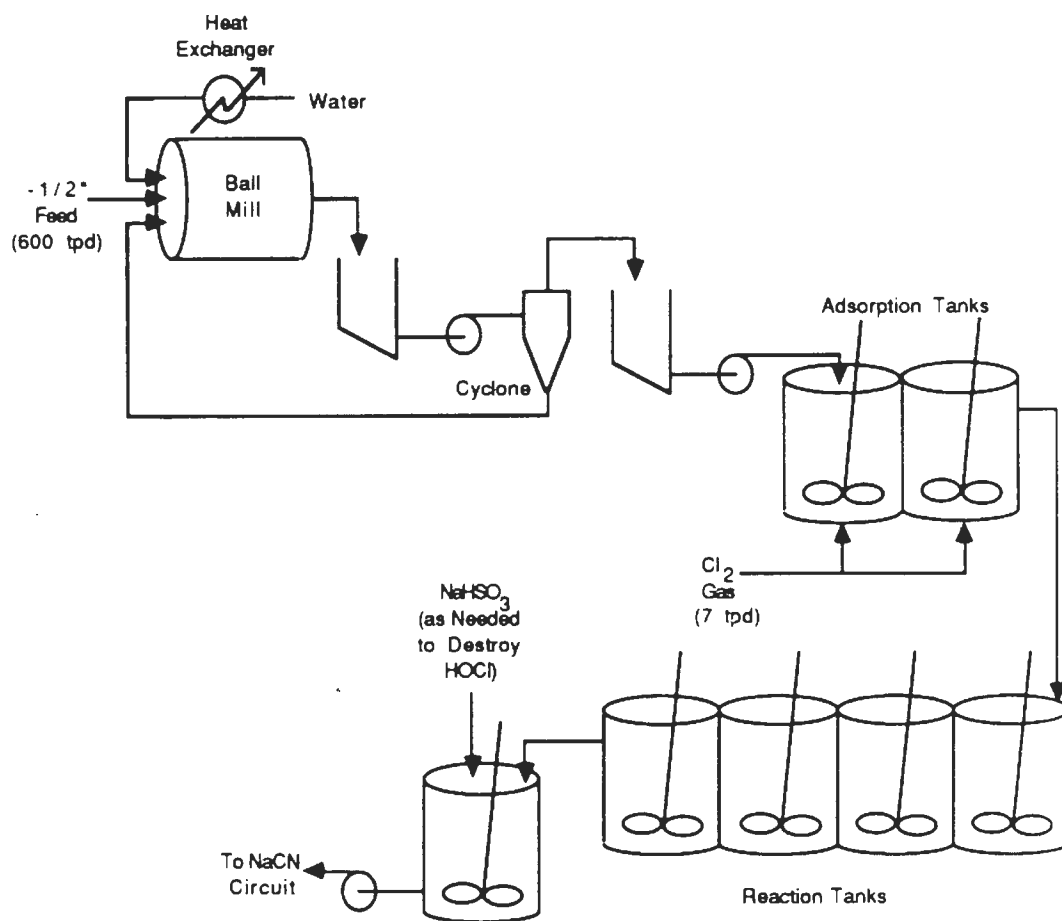 Heat
Exchanger
Water
-1/2"
Feed
(600 tpd)
Ball
Mill
Cyclone
Adsorption Tanks
Cl2
Gas
(7 tpd)
NaHSO3
(as Needed
to Destroy
HOCl)
To NaCN
Circuit
Reaction Tanks